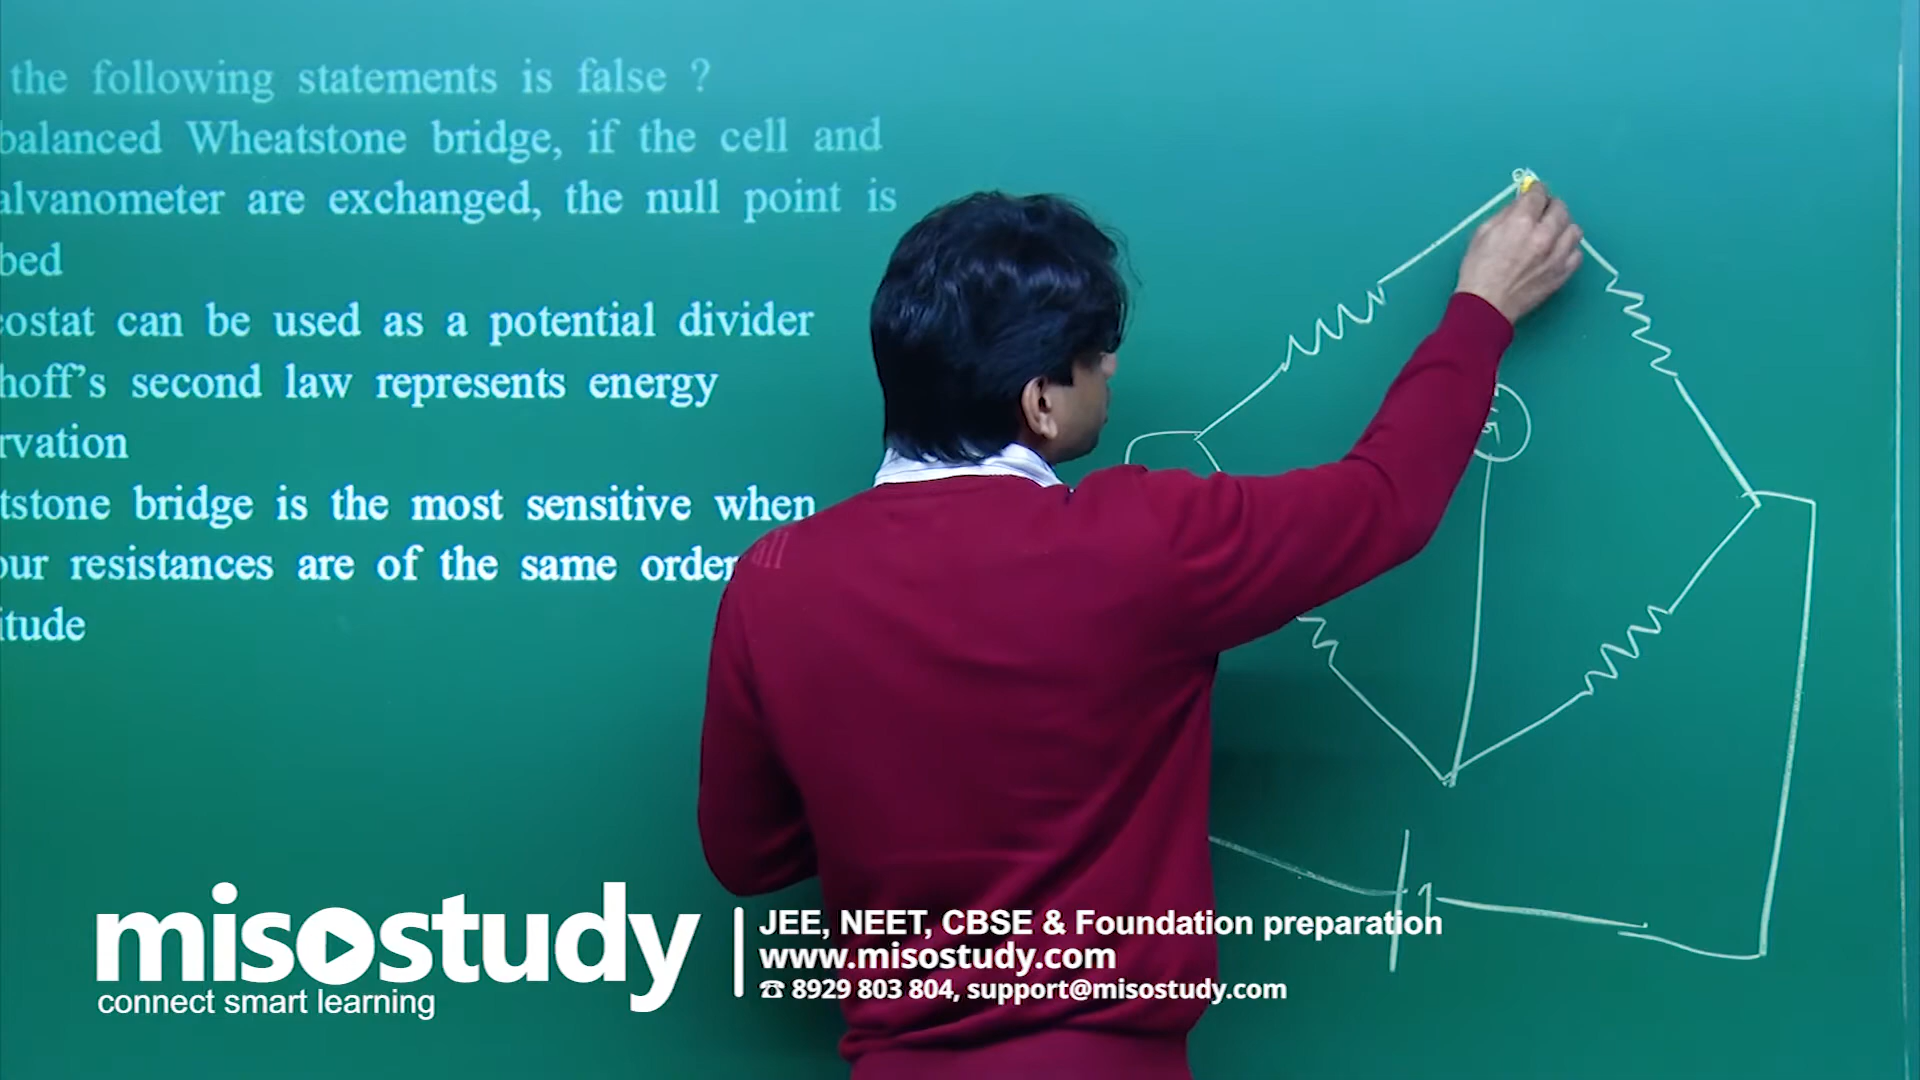 the following statements is false ?
balanced Wheatstone bridge, if the cell and
alvanometer are exchanged, the null point is
bed
eostat can be used as a potential divider
hoff's second law represents energy
rvation
tstone bridge is the most sensitive when
our resistances are of the same order
itude
G
misostudy
connect smart learning
JEE, NEET, CBSE & Foundation preparation
www.misostudy.com
☎ 8929 803 804, support@misostudy.com